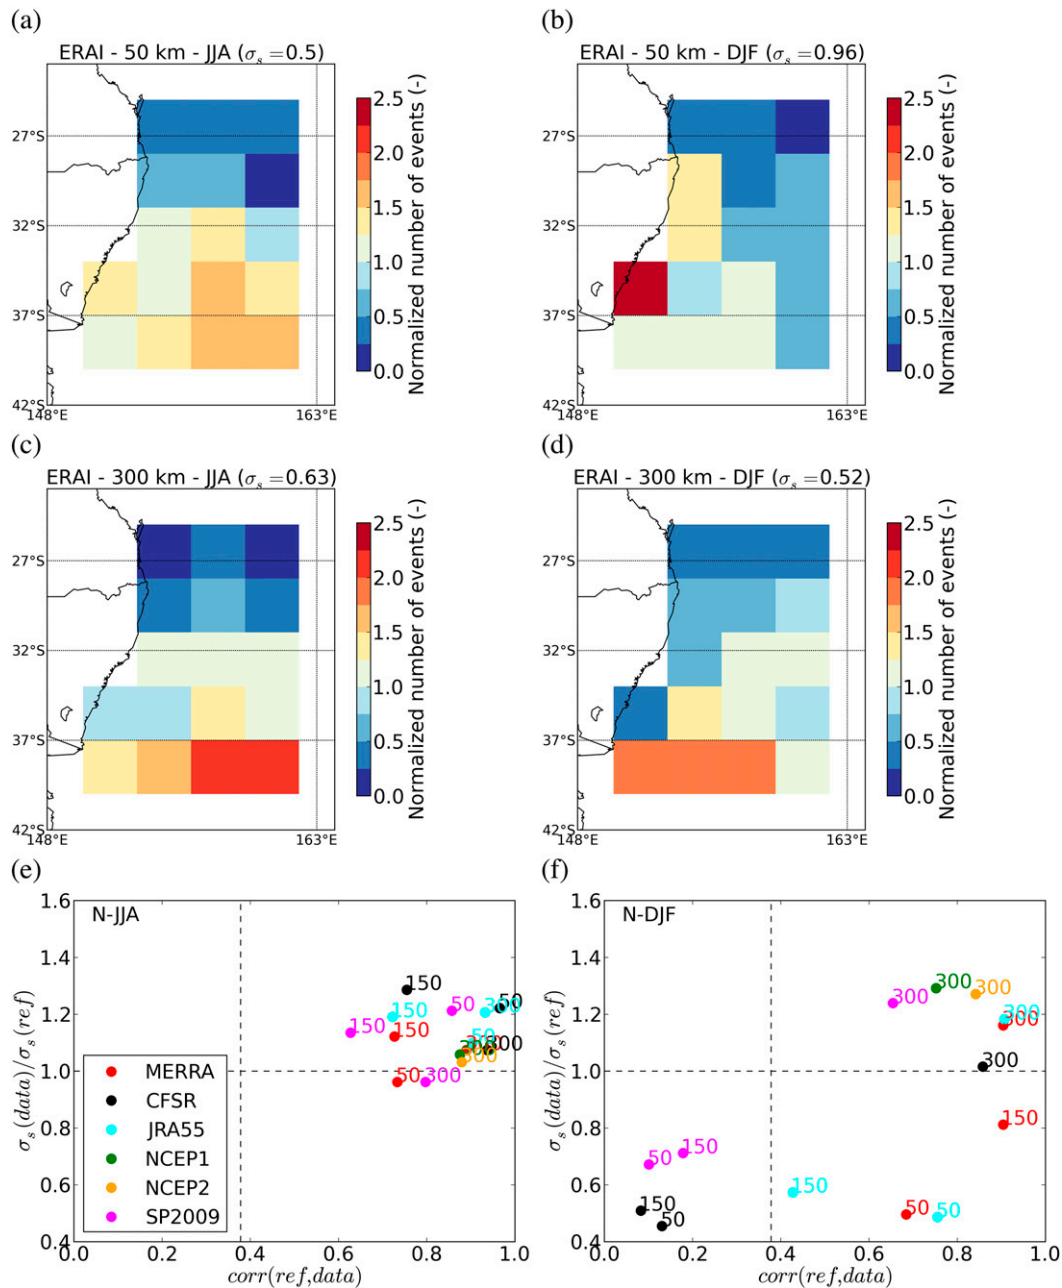 (a)
(b)
ERAI - 50 km - JJA (σs =0.5)
ERAI - 50 km - DJF (σs =0.96)
27°S
32°S
37°S
42°S
148°E
163°E
2.5
2.0
1.5
1.0
0.5
0.0
Normalized number of events (-)
27°S
32°S
37°S
42°S
148°E
163°E
2.5
2.0
1.5
1.0
0.5
0.0
Normalized number of events (-)
(c)
(d)
ERAI - 300 km - JJA (σs =0.63)
ERAI - 300 km - DJF (σs =0.52)
27°S
32°S
37°S
42°S
148°E
163°E
2.5
2.0
1.5
1.0
0.5
0.0
Normalized number of events (-)
27°S
32°S
37°S
42°S
148°E
163°E
2.5
2.0
1.5
1.0
0.5
0.0
Normalized number of events (-)
(e)
(f)
N-JJA
1.6
1.4
1.2
1.0
0.8
0.6
0.4
σs(data)/σs(ref)
150
50
150
50
300
150
150
50
300
300
300
300
50
300
MERRA
CFSR
JRA55
NCEP1
NCEP2
SP2009
0.0 0.2 0.4 0.6 0.8 1.0
corr(ref,data)
N-DJF
1.6
1.4
1.2
1.0
0.8
0.6
0.4
σs(data)/σs(ref)
300
300
300
300
300
300
150
150
50
150
150
50
50
50
0.0 0.2 0.4 0.6 0.8 1.0
corr(ref,data)